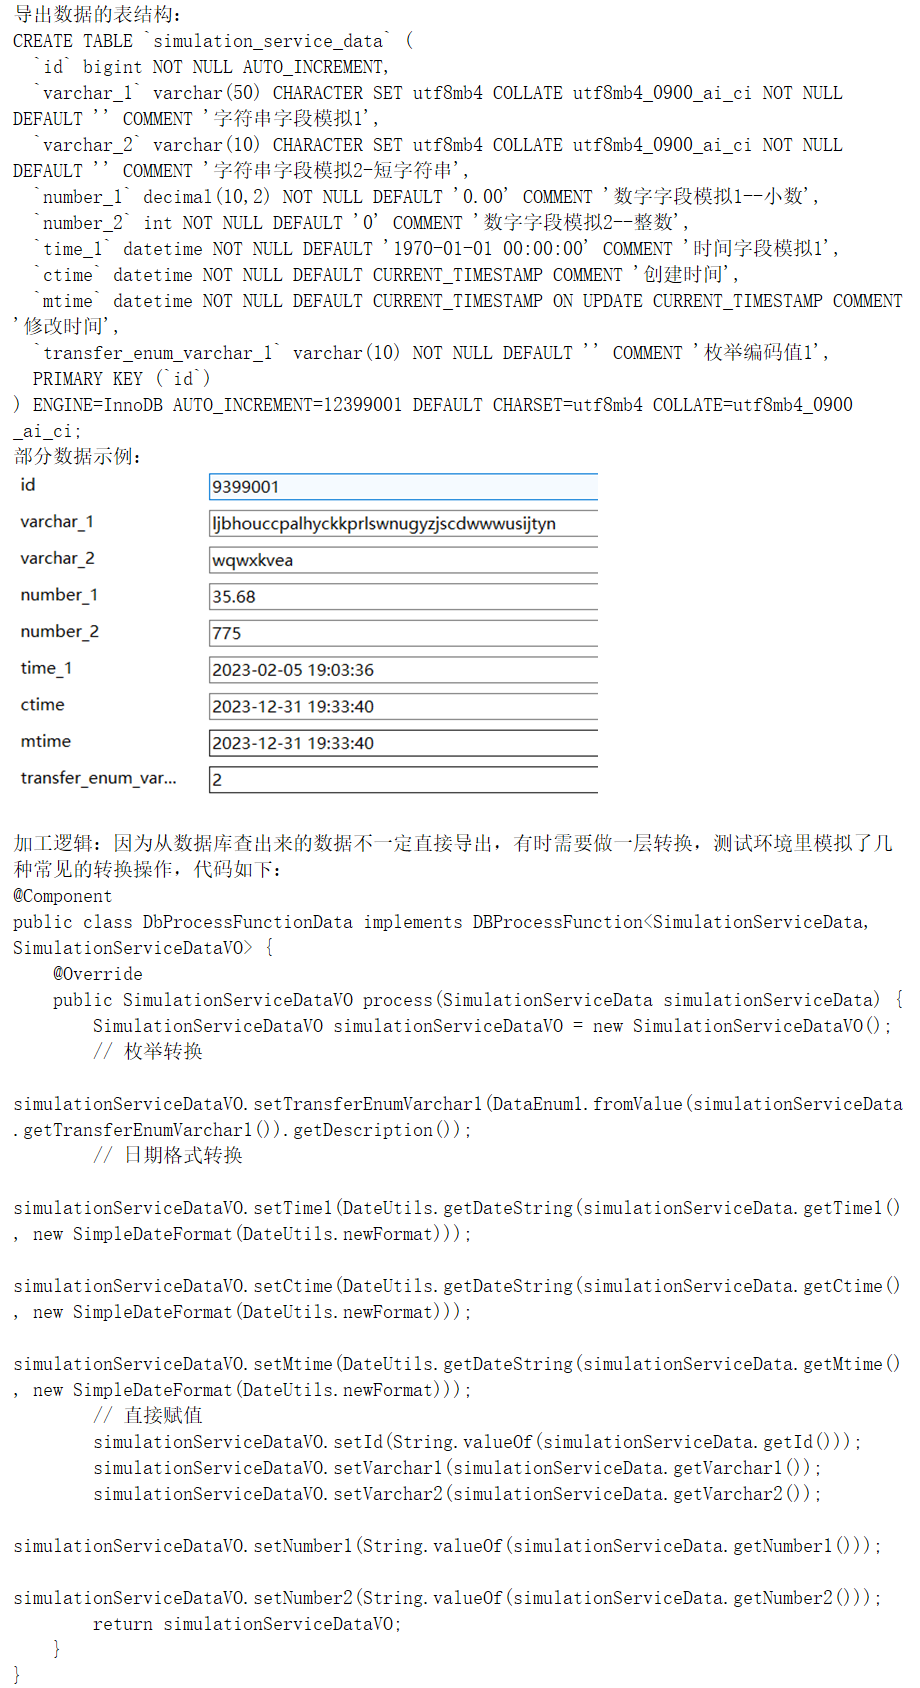 导出数据的表结构：
CREATE TABLE `simulation_service_data` (
  `id` bigint NOT NULL AUTO_INCREMENT,
  `varchar_1` varchar(50) CHARACTER SET utf8mb4 COLLATE utf8mb4_0900_ai_ci NOT NULL
DEFAULT '' COMMENT '字符串字段模拟1',
  `varchar_2` varchar(10) CHARACTER SET utf8mb4 COLLATE utf8mb4_0900_ai_ci NOT NULL
DEFAULT '' COMMENT '字符串字段模拟2-短字符串',
  `number_1` decimal(10,2) NOT NULL DEFAULT '0.00' COMMENT '数字字段模拟1--小数',
  `number_2` int NOT NULL DEFAULT '0' COMMENT '数字字段模拟2--整数',
  `time_1` datetime NOT NULL DEFAULT '1970-01-01 00:00:00' COMMENT '时间字段模拟1',
  `ctime` datetime NOT NULL DEFAULT CURRENT_TIMESTAMP COMMENT '创建时间',
  `mtime` datetime NOT NULL DEFAULT CURRENT_TIMESTAMP ON UPDATE CURRENT_TIMESTAMP COMMENT
'修改时间',
  `transfer_enum_varchar_1` varchar(10) NOT NULL DEFAULT '' COMMENT '枚举编码值1',
  PRIMARY KEY (`id`)
) ENGINE=InnoDB AUTO_INCREMENT=12399001 DEFAULT CHARSET=utf8mb4 COLLATE=utf8mb4_0900
_ai_ci;
部分数据示例：
id 9399001
varchar_1 ljbhouccpalhyckkprlswnugyzjscdwwwusijtyn
varchar_2 wqwxkvea
number_1 35.68
number_2 775
time_1 2023-02-05 19:03:36
ctime 2023-12-31 19:33:40
mtime 2023-12-31 19:33:40
transfer_enum_var... 2
加工逻辑：因为从数据库查出来的数据不一定直接导出，有时需要做一层转换，测试环境里模拟了几
种常见的转换操作，代码如下：
@Component
public class DbProcessFunctionData implements DBProcessFunction<SimulationServiceData,
SimulationServiceDataVO> {
    @Override
    public SimulationServiceDataVO process(SimulationServiceData simulationServiceData) {
        SimulationServiceDataVO simulationServiceDataVO = new SimulationServiceDataVO();
        // 枚举转换
simulationServiceDataVO.setTransferEnumVarchar1(DataEnum1.fromValue(simulationServiceData
.getTransferEnumVarchar1()).getDescription());
        // 日期格式转换
simulationServiceDataVO.setTime1(DateUtils.getDateString(simulationServiceData.getTime1()
, new SimpleDateFormat(DateUtils.newFormat)));
simulationServiceDataVO.setCtime(DateUtils.getDateString(simulationServiceData.getCtime()
, new SimpleDateFormat(DateUtils.newFormat)));
simulationServiceDataVO.setMtime(DateUtils.getDateString(simulationServiceData.getMtime()
, new SimpleDateFormat(DateUtils.newFormat)));
        // 直接赋值
        simulationServiceDataVO.setId(String.valueOf(simulationServiceData.getId()));
        simulationServiceDataVO.setVarchar1(simulationServiceData.getVarchar1());
        simulationServiceDataVO.setVarchar2(simulationServiceData.getVarchar2());
simulationServiceDataVO.setNumber1(String.valueOf(simulationServiceData.getNumber1()));
simulationServiceDataVO.setNumber2(String.valueOf(simulationServiceData.getNumber2()));
        return simulationServiceDataVO;
    }
}